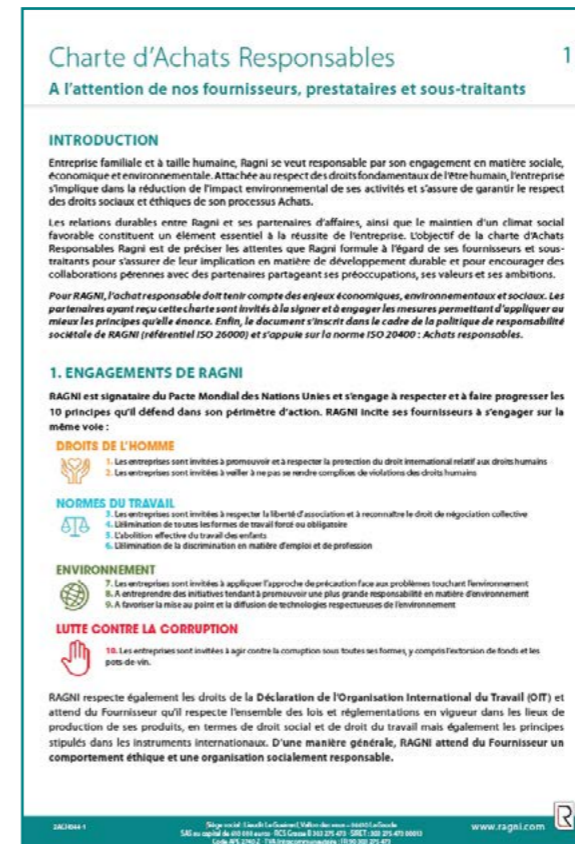 Charte d'Achats Responsables
1
A l'attention de nos fournisseurs, prestataires et sous-traitants
INTRODUCTION
Entreprise familiale et à taille humaine, Ragni se veut responsable par son engagement en matière sociale,
économique et environnementale. Attachée au respect des droits fondamentaux de l'être humain, l'entreprise
s'implique dans la réduction de l'impact environnemental de ses activités et s'assure de garantir le respect
des droits sociaux et éthiques de son processus Achats.
Les relations durables entre Ragni et ses partenaires d'affaires, ainsi que le maintien d'un climat social
favorable constituent un élément essentiel à la réussite de l'entreprise. L'objectif de la charte d'Achats
Responsables Ragni est de préciser les attentes que Ragni formule à l'égard de ses fournisseurs et sous-
traitants pour s'assurer de leur implication en matière de développement durable et pour encourager des
collaborations pérennes avec des partenaires partageant ses préoccupations, ses valeurs et ses ambitions.
Pour RAGNI, l'achat responsable doit tenir compte des enjeux économiques, environnementaux et sociaux. Les
partenaires ayant reçu cette charte sont invités à la signer et à engager les mesures permettant d'appliquer au
mieux les principes qu'elle énonce. Enfin, le document s'inscrit dans le cadre de la politique de responsabilité
sociétale de RAGNI (référentiel ISO 26000) et s'appuie sur la norme ISO 20400 : Achats responsables.
1. ENGAGEMENTS DE RAGNI
RAGNI est signataire du Pacte Mondial des Nations Unies et s'engage à respecter et à faire progresser les
10 principes qu'il défend dans son périmètre d'action. RAGNI incite ses fournisseurs à s'engager sur la
même voie :
DROITS DE L'HOMME
1. Les entreprises sont invitées à promouvoir et à respecter la protection du droit international relatif aux droits humains
2. Les entreprises sont invitées à veiller à ne pas se rendre complices de violations des droits humains
NORMES DU TRAVAIL
3. Les entreprises sont invitées à respecter la liberté d'association et à reconnaître le droit de négociation collective
4. L'élimination de toutes les formes de travail forcé ou obligatoire
5. L'abolition effective du travail des enfants
6. L'élimination de la discrimination en matière d'emploi et de profession
ENVIRONNEMENT
7. Les entreprises sont invitées à appliquer l'approche de précaution face aux problèmes touchant l'environnement
8. A entreprendre des initiatives tendant à promouvoir une plus grande responsabilité en matière d'environnement
9. A favoriser la mise au point et la diffusion de technologies respectueuses de l'environnement
LUTTE CONTRE LA CORRUPTION
10. Les entreprises sont invitées à agir contre la corruption sous toutes ses formes, y compris l'extorsion de fonds et les
pots-de-vin.
RAGNI respecte également les droits de la Déclaration de l'Organisation International du Travail (OIT) et
attend du Fournisseur qu'il respecte l'ensemble des lois et réglementations en vigueur dans les lieux de
production de ses produits, en termes de droit social et de droit du travail mais également les principes
stipulés dans les instruments internationaux. D'une manière générale, RAGNI attend du Fournisseur un
comportement éthique et une organisation socialement responsable.
Siège social
SAS au capital de
www.ragni.com
R